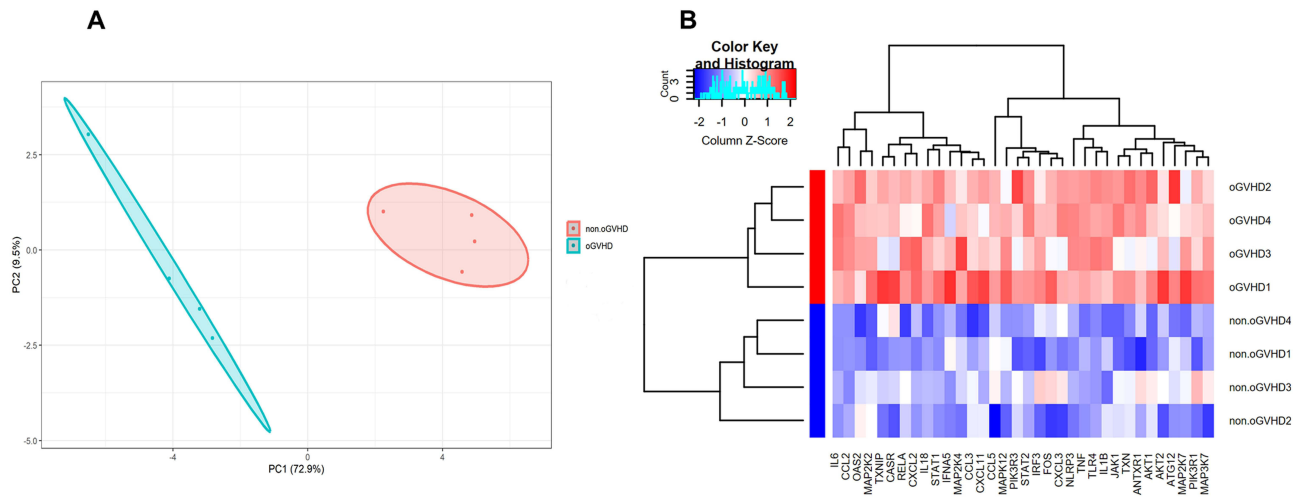 A
2.5
0.0
-2.5
-5.0
PC2 (9.5%)
-4
0
4
PC1 (72.9%)
non.oGVHD
oGVHD
B
Color Key
and Histogram
Count
0 3
-2 -1 0 1 2
Column Z-Score
oGVHD2
oGVHD4
oGVHD3
oGVHD1
non.oGVHD4
non.oGVHD1
non.oGVHD3
non.oGVHD2
IL6
CCL2
OAS2
MAP2K2
TXNIP
CASR
RELA
CXCL2
IL18
STAT1
IFNA5
MAP2K4
CCL3
CXCL11
CCL5
MAPK12
PIK3R3
STAT2
IRF3
FOS
CXCL3
NLRP3
TNF
TLR4
IL1B
JAK1
TXN
ANTXR1
AKT1
AKT2
ATG12
MAP2K7
PIK3R1
MAP3K7